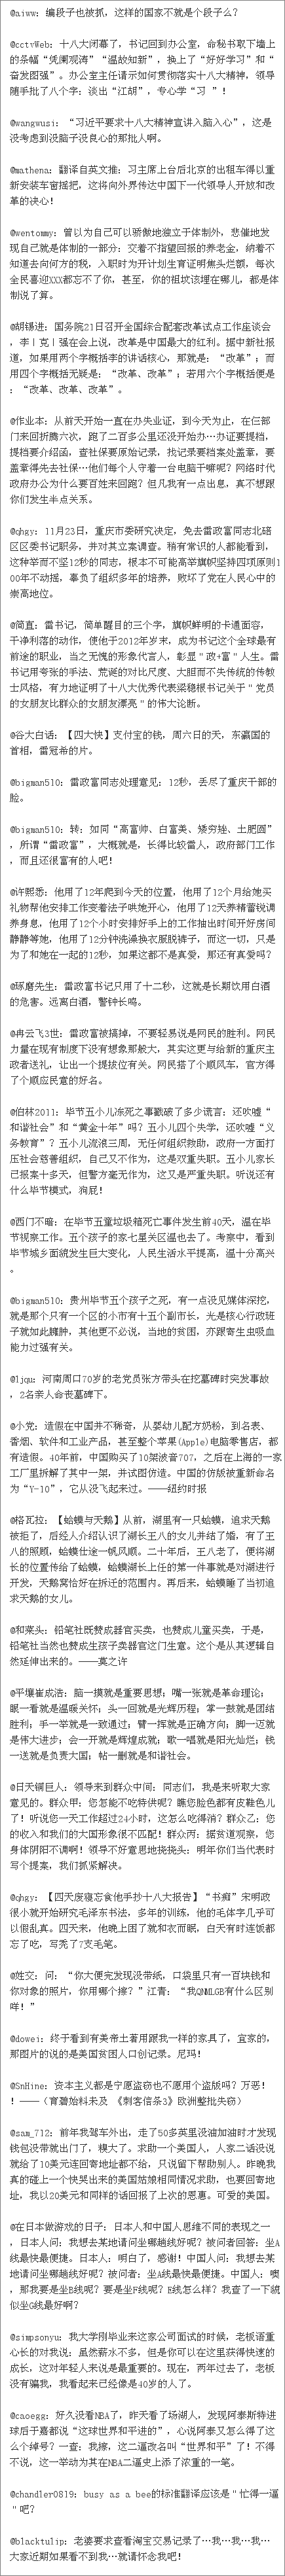 @aiww: 编段子也被抓，这样的国家不就是个段子么？
@cctvWeb: 十八大闭幕了，书记回到办公室，命秘书取下墙上
的条幅“凭阑观涛”“温故知新”，换上了“好好学习”和“
奋发图强”。办公室主任请示如何贯彻落实十八大精神，领导
随手批了八个字：淡出“江胡”，专心学“习 ”！
@wangwusi: “习近平要求十八大精神宣讲入脑入心”，这是
没考虑到没脑子没良心的那批人啊。
@mathena: 翻译自英文推：习主席上台后北京的出租车得以重
新安装车窗摇把，这将向外界传达中国下一代领导人开放和改
革的决心！
@wentommy: 曾以为自己可以骄傲地独立于体制外，悲催地发
现自己就是体制的一部分：交着不指望回报的养老金，纳着不
知道去向何方的税，入职时为开计划生育证明焦头烂额，每次
全民喜迎XXX都忘不了你，甚至，你的祖坟该埋在哪儿，都是体
制说了算。
@胡锡进：国务院21日召开全国综合配套改革试点工作座谈会
，李|克|强在会上说，改革是中国最大的红利。据中新社报
道，如果用两个字概括李的讲话核心，那就是：“改革”；而
用四个字概括无疑是：“改革、改革”；若用六个字概括便是
：“改革、改革、改革”。
@作业本：从前天开始一直在办失业证，到今天为止，在仨部
门来回折腾六次，跑了二百多公里还没开始办…办证要提档，
提档要介绍函，查社保要原始记录，找记录要档案处盖章，要
盖章得先去社保…他们每个人守着一台电脑干嘛呢？网络时代
政府办公为什么要百姓来回跑？但凡我有一点出息，真不想跟
你们发生半点关系。
@qhgy: 11月23日，重庆市委研究决定，免去雷政富同志北碚
区区委书记职务，并对其立案调查。稍有常识的人都能看到，
这种举而不坚12秒的同志，根本不可能高举旗帜坚持四项原则1
00年不动摇，辜负了组织多年的培养，败坏了党在人民心中的
崇高地位。
@简直：雷书记，简单醒目的三个字，旗帜鲜明的卡通面容，
干净利落的动作，使他于2012年岁末，成为书记这个全球最有
前途的职业，当之无愧的形象代言人，彰显＂政+富＂人生。雷
书记用夸张的手法、荒诞的对比尺度、大胆而不失传统的传教
士风格，有力地证明了十八大优秀代表梁稳根书记关于＂党员
的女朋友比群众的女朋友漂亮＂的伟大论断。
@谷大白话：【四大快】支付宝的钱，周六日的天，东瀛国的
首相，雷冠希的片。
@bigman510: 雷政富同志处理意见：12秒，丢尽了重庆干部的
脸。
@bigman510: 转：如同“高富帅、白富美、矮穷矬、土肥圆”
，所谓“雷政富”，大概就是，长得比较雷人，政府部门工作
，而且还很富有的人吧！
@许熙悉：他用了12年爬到今天的位置，他用了12个月给她买
礼物帮他安排工作变着法子哄她开心，他用了12天养精蓄锐调
养身息，他用了12个小时安排好手上的工作抽出时间开好房间
静静等她，他用了12分钟洗澡换衣服脱裤子，而这一切，只是
为了和她在一起的12秒，如果这都不是真爱，那还有真爱吗？
@琢磨先生：雷政富书记只用了十二秒，这就是长期饮用白酒
的危害。远离白酒，警钟长鸣。
@冉云飞3世：雷政富被搞掉，不要轻易说是网民的胜利。网民
力量在现有制度下没有想象那般大，其实这更与给新的重庆主
政者送礼，让出一个提拔位有关。网民搭了个顺风车，官方得
了个顺应民意的好名。
@伯林2011：毕节五小儿冻死之事戳破了多少谎言：还吹嘘“
和谐社会”和“黄金十年”吗？五小儿四个失学，还吹嘘“义
务教育”？五小儿流浪三周，无任何组织救助，政府一方面打
压社会慈善组织，自己又不作为，这是双重失职。五小儿家长
已报案十多天，但警方毫无作为，这又是严重失职。听说还有
什么毕节模式，狗屁！
@西门不暗：在毕节五童垃圾箱死亡事件发生前40天，温在毕
节视察工作。五个孩子的家七星关区温也去了。考察中，看到
毕节城乡面貌发生巨大变化，人民生活水平提高，温十分高兴
。
@bigman510: 贵州毕节五个孩子之死，有一点没见媒体深挖，
就是那个只有一个区的小市有十五个副市长，光是核心行政班
子就如此臃肿，其他更不必说，当地的贫困，亦跟寄生虫吸血
能力过强有关。
@ljqu: 河南周口70岁的老党员张方带头在挖墓碑时突发事故
，2名亲人命丧墓碑下。
@小党：造假在中国并不稀奇，从婴幼儿配方奶粉，到名表、
香烟、软件和工业产品，甚至整个苹果(Apple)电脑零售店，都
有造假。40年前，中国购买了10架波音707，之后在上海的一家
工厂里拆解了其中一架，并试图仿造。中国的仿版被重新命名
为“Y-10”，它从没飞起来过。——纽约时报
@格瓦拉：【蛤蟆与天鹅】从前，湖里有一只蛤蟆，追求天鹅
被拒了，后经人介绍认识了湖长王八的女儿并结了婚，有了王
八的照顾，蛤蟆仕途一帆风顺。二十年后，王八老了，便将湖
长的位置传给了蛤蟆，蛤蟆湖长上任的第一件事就是对湖进行
开发，天鹅窝恰好在拆迁的范围内。再后来，蛤蟆睡了当初追
求天鹅的女儿。
@和菜头：铅笔社既赞成器官买卖，也赞成儿童买卖，于是，
铅笔社当然也赞成生孩子卖器官这门生意。这个是从其逻辑自
然延伸出来的。——莫之许
@平壤崔成浩：脑一摸就是重要思想；嘴一张就是革命理论；
眼一看就是温暖关怀；头一回就是光辉历程；掌一鼓就是团结
胜利；手一举就是一致通过；臂一挥就是正确方向；脚一迈就
是伟大进步；会一开就是辉煌成就；歌一唱就是阳光灿烂；钱
一送就是负责大国；帖一删就是和谐社会。
@日天铜巨人：领导来到群众中间：同志们，我是来听取大家
意见的。群众甲：您怎能不吃特供呢？瞧您脸色都有皮鞋色儿
了！听说您一天工作超过24小时，这怎么吃得消？群众乙：您
的收入和我们的大国形象很不匹配！群众丙：据贫道观察，您
身体阴阳不调啊！领导不好意思地挠挠头：明年你们当代表时
写个提案，我们抓紧解决。
@qhgy: 【四天废寝忘食他手抄十八大报告】“书痴”宋明政
很小就开始研究毛泽东书法，多年的训练，他的毛体字几乎可
以假乱真。四天来，他晚上困了就和衣而眠，白天有时连饭都
忘了吃，写秃了7支毛笔。
@姓交：问：“你大便完发现没带纸，口袋里只有一百块钱和
你对象的照片，你用哪个擦？”江青：“我QNMLGB有什么区别
咩！”
@dowei: 终于看到有美帝土著用跟我一样的家具了，宜家的，
那图片的说的是美国贫困人口创记录。尼玛！
@SnHine: 资本主义都是宁愿盗窃也不愿用个盗版吗？万恶！
！——（育碧始料未及 《刺客信条3》欧洲整批失窃）
@sam_712: 前年我驾车外出，走了50多英里没油加油时才发现
钱包没带就出门了，糗大了。求助一个美国人，人家二话没说
就给了10美元连回寄地址都不给，只说留下帮助别人。昨晚我
真的碰上一个快哭出来的美国姑娘相同情况求助，也要回寄地
址，我以20美元和同样的话回报了上次的恩惠。可爱的美国。
@在日本做游戏的日子：日本人和中国人思维不同的表现之一
，日本人问：我想去某地请问坐哪趟线好呢？被问者回答：坐A
线最快最便捷。日本人：明白了，感谢！中国人问：我想去某
地请问坐哪趟线好呢？被问者：坐A线最快最便捷。中国人：噢
，那我要是坐B线呢？要是坐F线呢？E线怎么样？我查了一下貌
似坐G线最好啊？
@simpsonyu: 我大学刚毕业来这家公司面试的时候，老板语重
心长的对我说：虽然薪水不多，但是你可以在这里获得快速的
成长，这对年轻人来说是最重要的。现在，两年过去了，老板
没有骗我，我看起来已经像是40岁的人了。
@caoegg: 好久没看NBA了，昨天看了场湖人，发现阿泰斯特进
球后于嘉都说“这球世界和平进的”，心说阿泰又怎么得了这
么个绰号？一查：我擦，这二逼改名叫“世界和平”了！不得
不说，这一举动为其在NBA二逼史上添了浓重的一笔。
@chandler0819: busy as a bee的标准翻译应该是＂忙得一逼
＂吧？
@blacktulip: 老婆要求查看淘宝交易记录了…我…我…我…
大家近期如果看不到我…就请怀念我吧！